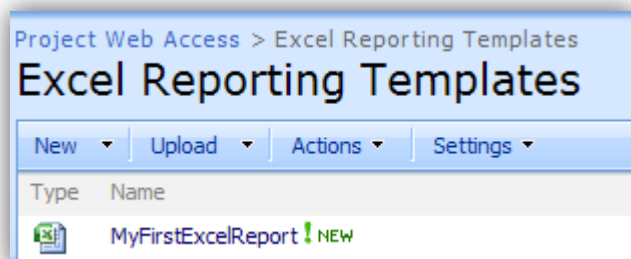 Project Web Access > Excel Reporting Templates
Excel Reporting Templates
New Upload Actions Settings
Type Name
MyFirstExcelReport ! NEW